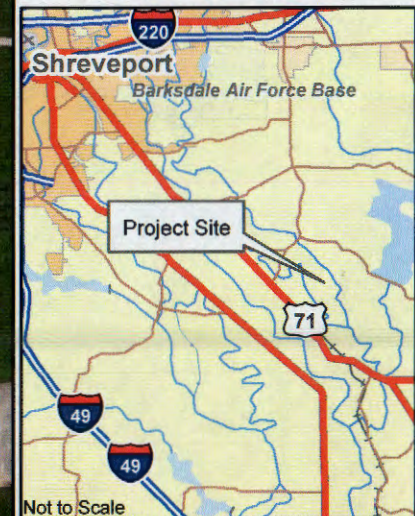 220
Shreveport
Barksdale Air Force Base
Project Site
71
49
49
Not to Scale